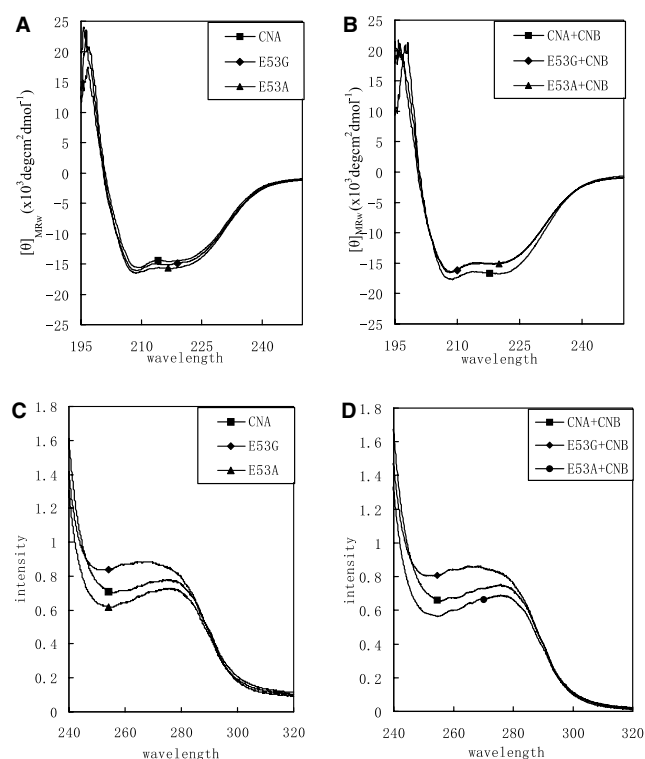 A
CNA
E53G
E53A
25
20
15
10
5
0
−5
−10
−15
−20
−25
[θ]MRW (x10³degcm²dmol⁻¹)
195
210
225
240
wavelength
B
CNA+CNB
E53G+CNB
E53A+CNB
25
20
15
10
5
0
−5
−10
−15
−20
−25
[θ]MRW (x10³degcm²dmol⁻¹)
195
210
225
240
wavelength
C
CNA
E53G
E53A
1.8
1.6
1.4
1.2
1
0.8
0.6
0.4
0.2
0
intensity
240
260
280
300
320
wavelength
D
CNA+CNB
E53G+CNB
E53A+CNB
1.8
1.6
1.4
1.2
1
0.8
0.6
0.4
0.2
0
intensity
240
260
280
300
320
wavelength